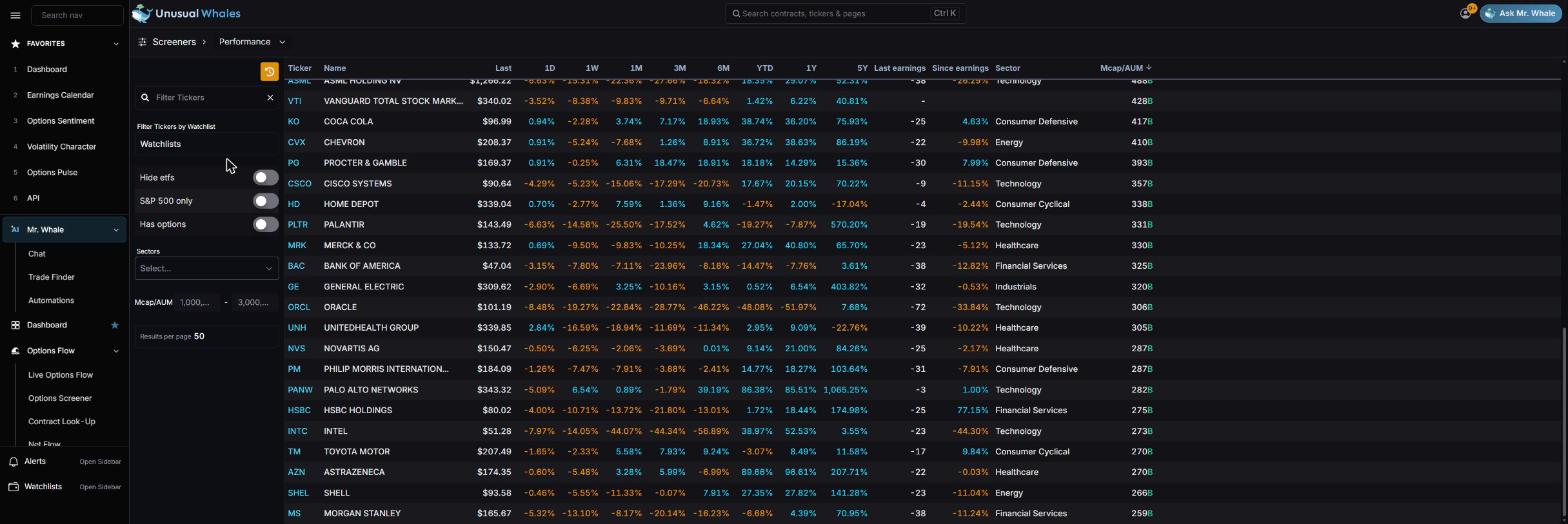 Search nav
Unusual Whales
Search contracts, tickers & pages
Ctrl K
9+
Ask Mr. Whale
FAVORITES
1 Dashboard
2 Earnings Calendar
3 Options Sentiment
4 Volatility Character
5 Options Pulse
6 API
AI Mr. Whale
Chat
Trade Finder
Automations
Dashboard
Options Flow
Live Options Flow
Options Screener
Contract Look-Up
Net Flow
Alerts Open Sidebar
Watchlists Open Sidebar
Screeners > Performance
Filter Tickers
Filter Tickers by Watchlist
Watchlists
Hide etfs
S&P 500 only
Has options
Sectors
Select...
Mcap/AUM 1,000,... - 3,000,...
Results per page 50
Ticker Name Last 1D 1W 1M 3M 6M YTD 1Y 5Y Last earnings Since earnings Sector Mcap/AUM
ASML ASML HOLDING NV $1,266.22 -6.63% -15.31% -22.36% -27.66% -18.32% 18.35% 29.07% 52.31% -38 -26.29% Technology 488B
VTI VANGUARD TOTAL STOCK MARK... $340.02 -3.52% -8.38% -9.83% -9.71% -6.64% 1.42% 6.22% 40.81% - 428B
KO COCA COLA $96.99 0.94% -2.28% 3.74% 7.17% 18.93% 38.74% 36.20% 75.93% -25 4.63% Consumer Defensive 417B
CVX CHEVRON $208.37 0.91% -5.24% -7.68% 1.26% 8.91% 36.72% 38.63% 86.19% -22 -9.98% Energy 410B
PG PROCTER & GAMBLE $169.37 0.91% -0.25% 6.31% 18.47% 18.91% 18.18% 14.29% 15.36% -30 7.99% Consumer Defensive 393B
CSCO CISCO SYSTEMS $90.64 -4.29% -5.23% -15.06% -17.29% -20.73% 17.67% 20.15% 70.22% -9 -11.15% Technology 357B
HD HOME DEPOT $339.04 0.70% -2.77% 7.59% 1.36% 9.16% -1.47% 2.00% -17.04% -4 -2.44% Consumer Cyclical 338B
PLTR PALANTIR $143.49 -6.63% -14.58% -25.50% -17.52% 4.62% -19.27% -7.87% 570.20% -19 -19.54% Technology 331B
MRK MERCK & CO $133.72 0.69% -9.50% -9.83% -10.25% 18.34% 27.04% 40.80% 65.70% -23 -5.12% Healthcare 330B
BAC BANK OF AMERICA $47.04 -3.15% -7.80% -7.11% -23.96% -8.18% -14.47% -7.76% 3.61% -38 -12.82% Financial Services 325B
GE GENERAL ELECTRIC $309.62 -2.90% -6.69% 3.25% -10.16% 3.15% 0.52% 6.54% 403.82% -32 -0.53% Industrials 320B
ORCL ORACLE $101.19 -8.48% -19.27% -22.84% -28.77% -46.22% -48.08% -51.97% 7.68% -72 -33.84% Technology 306B
UNH UNITEDHEALTH GROUP $339.85 2.84% -16.59% -18.94% -11.69% -11.34% 2.95% 9.09% -22.76% -39 -10.22% Healthcare 305B
NVS NOVARTIS AG $150.47 -0.50% -6.25% -2.06% -3.69% 0.01% 9.14% 21.00% 84.26% -25 -2.17% Healthcare 287B
PM PHILIP MORRIS INTERNATION... $184.09 -1.26% -7.47% -7.91% -3.88% -2.41% 14.77% 18.27% 103.64% -31 -7.91% Consumer Defensive 287B
PANW PALO ALTO NETWORKS $343.32 -5.09% 6.54% 0.89% -1.79% 39.19% 86.38% 85.51% 1,065.25% -3 1.00% Technology 282B
HSBC HSBC HOLDINGS $80.02 -4.00% -10.71% -13.72% -21.80% -13.01% 1.72% 18.44% 174.98% -25 77.15% Financial Services 275B
INTC INTEL $51.28 -7.97% -14.05% -44.07% -44.34% -56.89% 38.97% 52.53% 3.55% -23 -44.30% Technology 273B
TM TOYOTA MOTOR $207.49 -1.65% -2.33% 5.58% 7.93% 9.24% -3.07% 8.49% 11.58% -17 9.84% Consumer Cyclical 270B
AZN ASTRAZENECA $174.35 -0.60% -5.48% 3.28% 5.99% -6.99% 89.66% 96.61% 207.71% -22 -0.03% Healthcare 270B
SHEL SHELL $93.58 -0.46% -5.55% -11.33% -0.07% 7.91% 27.35% 27.82% 141.28% -23 -11.04% Energy 266B
MS MORGAN STANLEY $165.67 -5.32% -13.10% -8.17% -20.14% -16.23% -6.68% 4.39% 70.95% -38 -11.24% Financial Services 259B